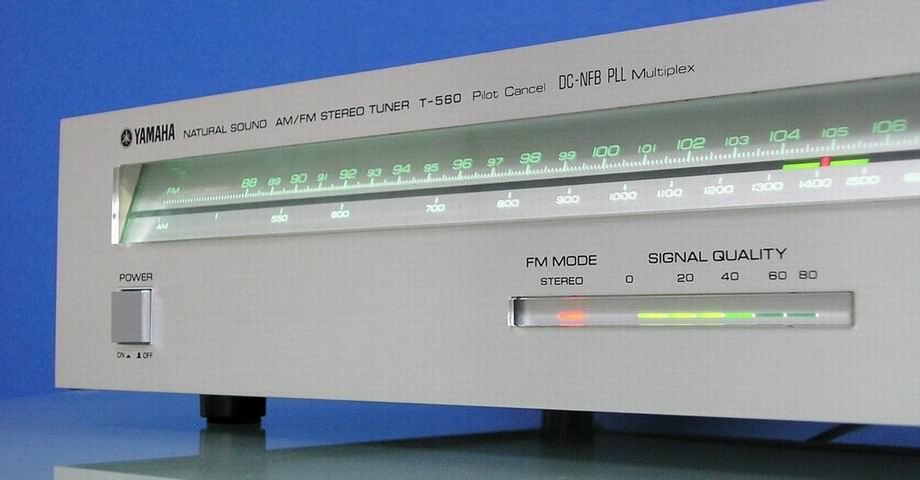 YAMAHA NATURAL SOUND AM/FM STEREO TUNER T-560 Pilot Cancel DC-NFB PLL Multiplex
FM 88 89 90 91 92 93 94 95 96 97 98 99 100 101 102 103 104 105 106
AM 550 600 700 800 900 1000 1100 1200 1300 1400 1500
POWER
ON OFF
FM MODE SIGNAL QUALITY
STEREO 0 20 40 60 80